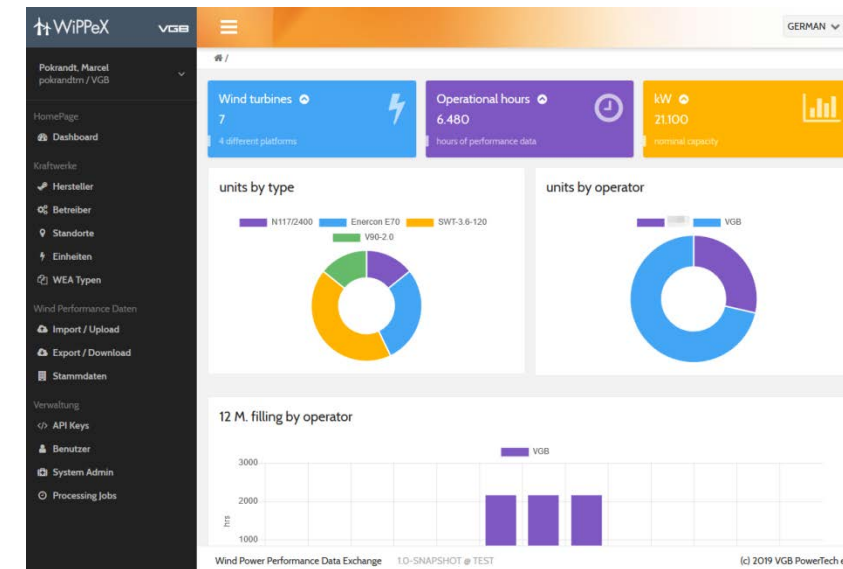 WiPPeX VGB
GERMAN
Pokrandt, Marcel
pokrandtm / VGB
/
HomePage
Dashboard
Kraftwerke
Hersteller
Betreiber
Standorte
Einheiten
WEA Typen
Wind Performance Daten
Import / Upload
Export / Download
Stammdaten
Verwaltung
API Keys
Benutzer
System Admin
Processing Jobs
Wind turbines
7
4 different platforms
Operational hours
6.480
hours of performance data
kW
21.100
nominal capacity
units by type
N117/2400 Enercon E70 SWT-3.6-120
V90-2.0
units by operator
VGB
12 M. filling by operator
VGB
3000
2000
1000
hrs
Wind Power Performance Data Exchange 1.0-SNAPSHOT @ TEST (c) 2019 VGB PowerTech e